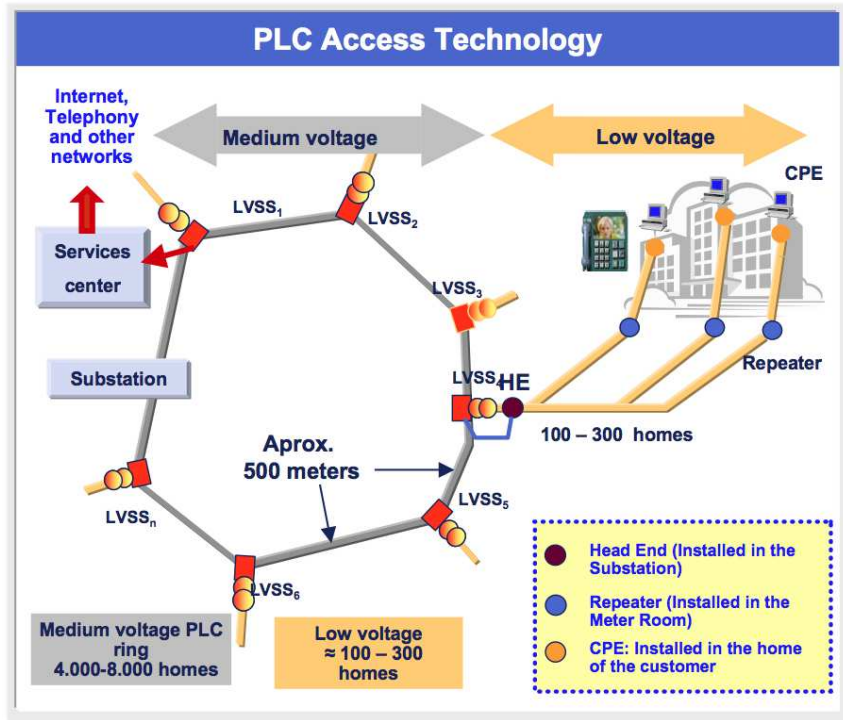 PLC Access Technology
Internet,
Telephony
and other
networks
Medium voltage
Low voltage
CPE
LVSS1
LVSS2
Services
center
LVSS3
Substation
LVSS4
HE
Repeater
100 – 300 homes
Aprox.
500 meters
LVSS5
LVSSn
LVSS6
Head End (Installed in the
Substation)
Repeater (Installed in the
Meter Room)
CPE: Installed in the home
of the customer
Medium voltage PLC
ring
4.000-8.000 homes
Low voltage
≈ 100 – 300
homes